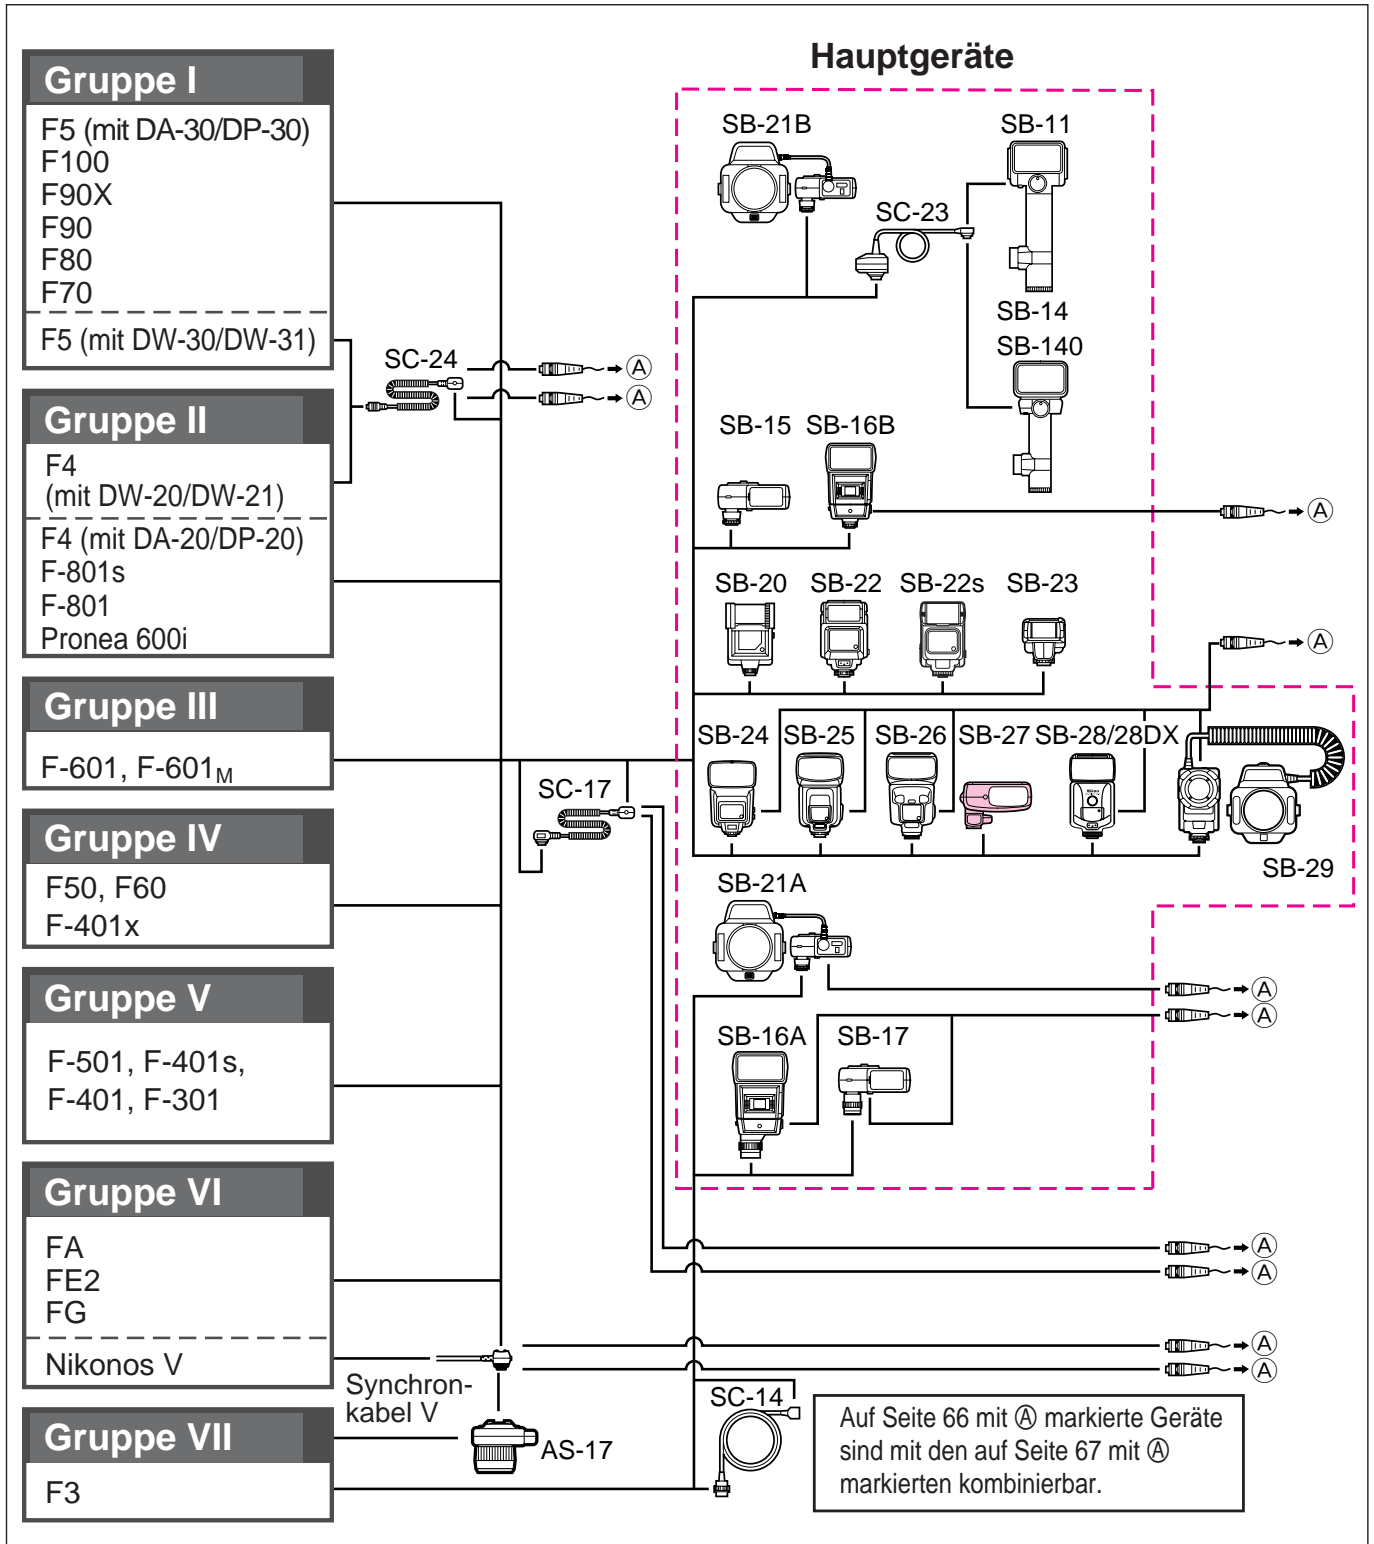 Hauptgeräte
Gruppe I
F5 (mit DA-30/DP-30)
F100
F90X
F90
F80
F70
F5 (mit DW-30/DW-31)
Gruppe II
F4
(mit DW-20/DW-21)
F4 (mit DA-20/DP-20)
F-801s
F-801
Pronea 600i
Gruppe III
F-601, F-601M
Gruppe IV
F50, F60
F-401x
Gruppe V
F-501, F-401s,
F-401, F-301
Gruppe VI
FA
FE2
FG
Nikonos V
Gruppe VII
F3
SC-24
A
A
SC-17
Synchron-
kabel V
AS-17
SB-21B
SC-23
SB-11
SB-14
SB-140
SB-15
SB-16B
A
SB-20
SB-22
SB-22s
SB-23
A
SB-24
SB-25
SB-26
SB-27
SB-28/28DX
SB-29
SB-21A
A
A
SB-16A
SB-17
A
A
A
A
SC-14
Auf Seite 66 mit Ⓐ markierte Geräte
sind mit den auf Seite 67 mit Ⓐ
markierten kombinierbar.